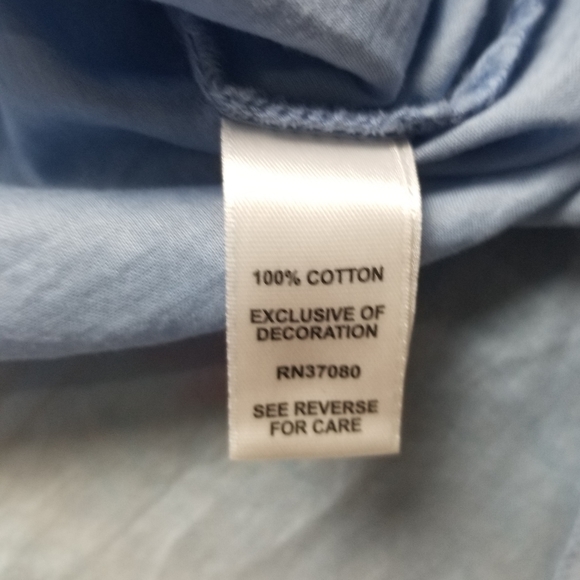 100% COTTON
EXCLUSIVE OF
DECORATION
RN37080
SEE REVERSE
FOR CARE